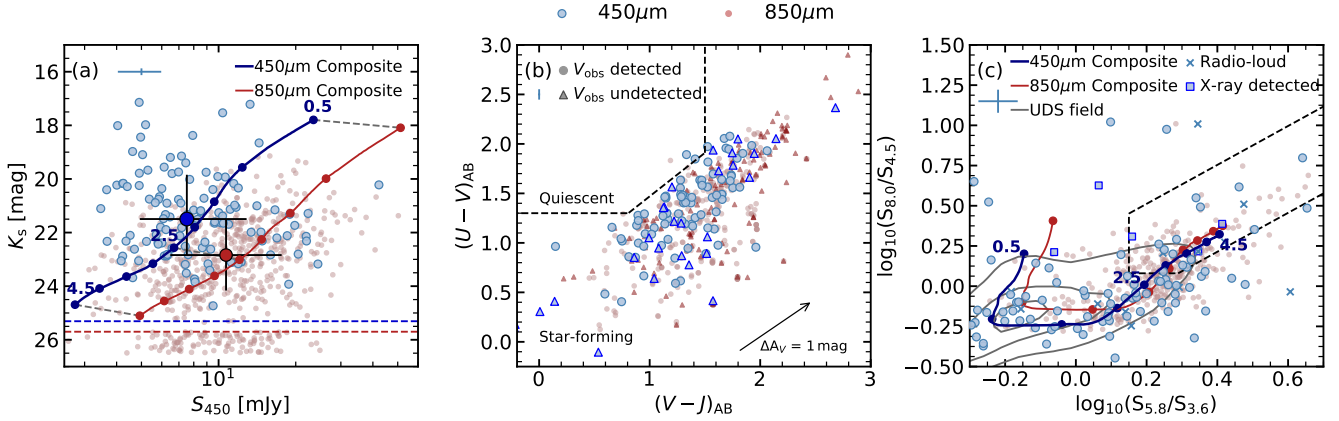 450μm 850μm
(a)
450μm Composite
850μm Composite
0.5
2.5
4.5
16
18
20
22
24
26
Kₛ [mag]
10¹
S₄₅₀ [mJy]
(b)
V_obs detected
V_obs undetected
Quiescent
Star-forming
ΔA_V = 1 mag
3.0
2.5
2.0
1.5
1.0
0.5
0.0
(U − V)_AB
0 1 2 3
(V − J)_AB
(c)
450μm Composite
850μm Composite
UDS field
Radio-loud
X-ray detected
0.5
2.5
4.5
1.50
1.25
1.00
0.75
0.50
0.25
0.00
−0.25
−0.50
log₁₀(S₈.₀/S₄.₅)
−0.2 0.0 0.2 0.4 0.6
log₁₀(S₅.₈/S₃.₆)